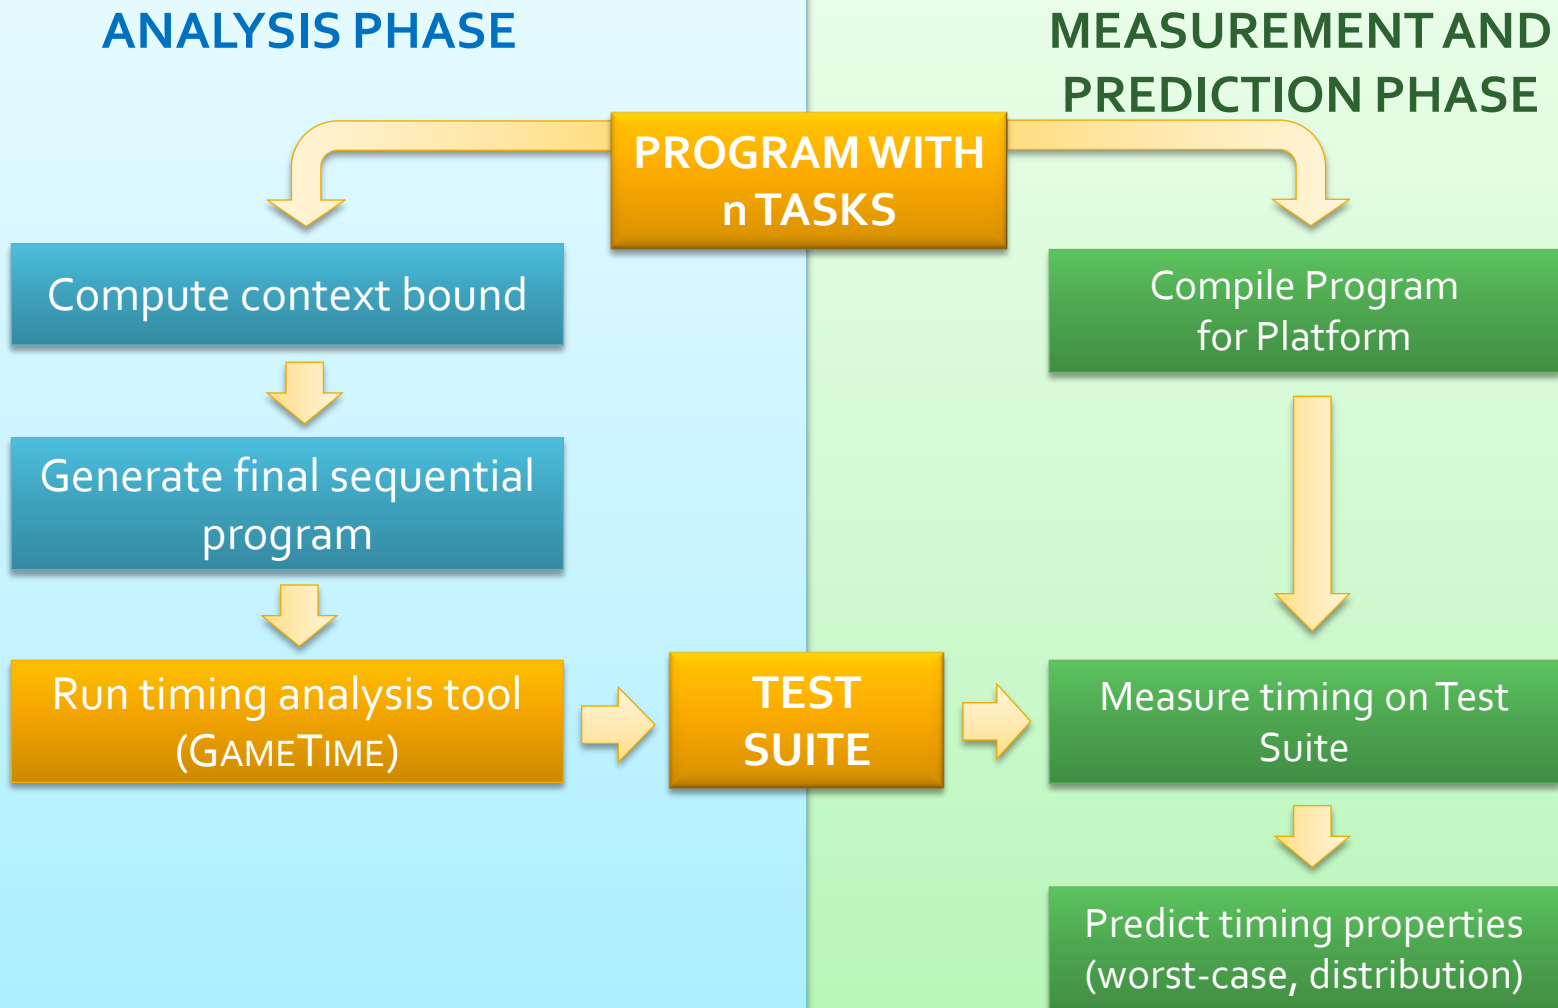 ANALYSIS PHASE
MEASUREMENT AND
PREDICTION PHASE
PROGRAM WITH
n TASKS
Compute context bound
Compile Program
for Platform
Generate final sequential
program
Run timing analysis tool
(GAMETIME)
TEST
SUITE
Measure timing on Test
Suite
Predict timing properties
(worst-case, distribution)